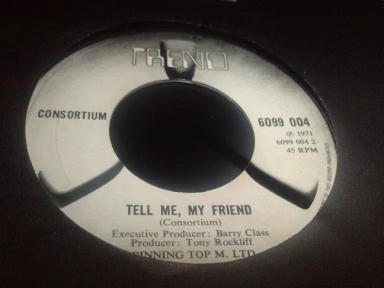 TREND
CONSORTIUM
6099 004
℗ 1971
6099 004 2
45 RPM
TELL ME, MY FRIEND
(Consortium)
Executive Producer: Barry Class
Producer: Tony Rockliff
SPINNING TOP M. LTD